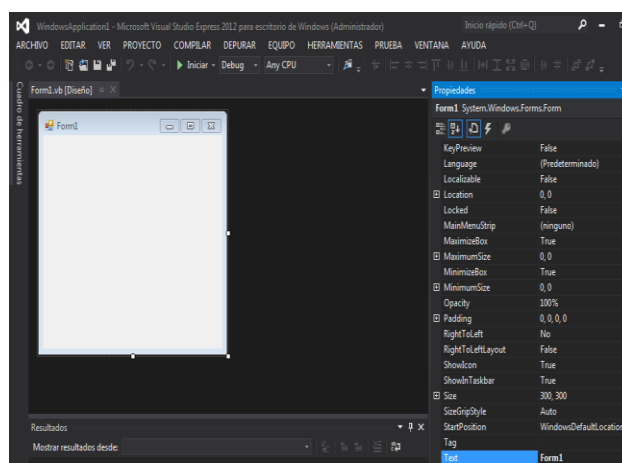 WindowsApplication1 - Microsoft Visual Studio Express 2012 para escritorio de Windows (Administrador)
Inicio rápido (Ctrl+Q)
ARCHIVO EDITAR VER PROYECTO COMPILAR DEPURAR EQUIPO HERRAMIENTAS PRUEBA VENTANA AYUDA
Iniciar Debug Any CPU
Cuadro de herramientas
Form1.vb [Diseño]
Form1
Propiedades
Form1 System.Windows.Forms.Form
KeyPreview False
Language (Predeterminado)
Localizable False
Location 0, 0
Locked False
MainMenuStrip (ninguno)
MaximizeBox True
MaximumSize 0, 0
MinimizeBox True
MinimumSize 0, 0
Opacity 100%
Padding 0, 0, 0, 0
RightToLeft No
RightToLeftLayout False
ShowIcon True
ShowInTaskbar True
Size 300, 300
SizeGripStyle Auto
StartPosition WindowsDefaultLocation
Tag
Text Form1
Resultados
Mostrar resultados desde: